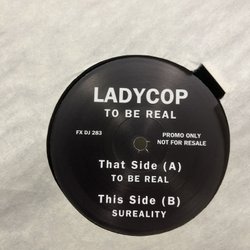 LADYCOP
TO BE REAL
FX DJ 283
PROMO ONLY
NOT FOR RESALE
That Side (A)
TO BE REAL
This Side (B)
SUREALITY